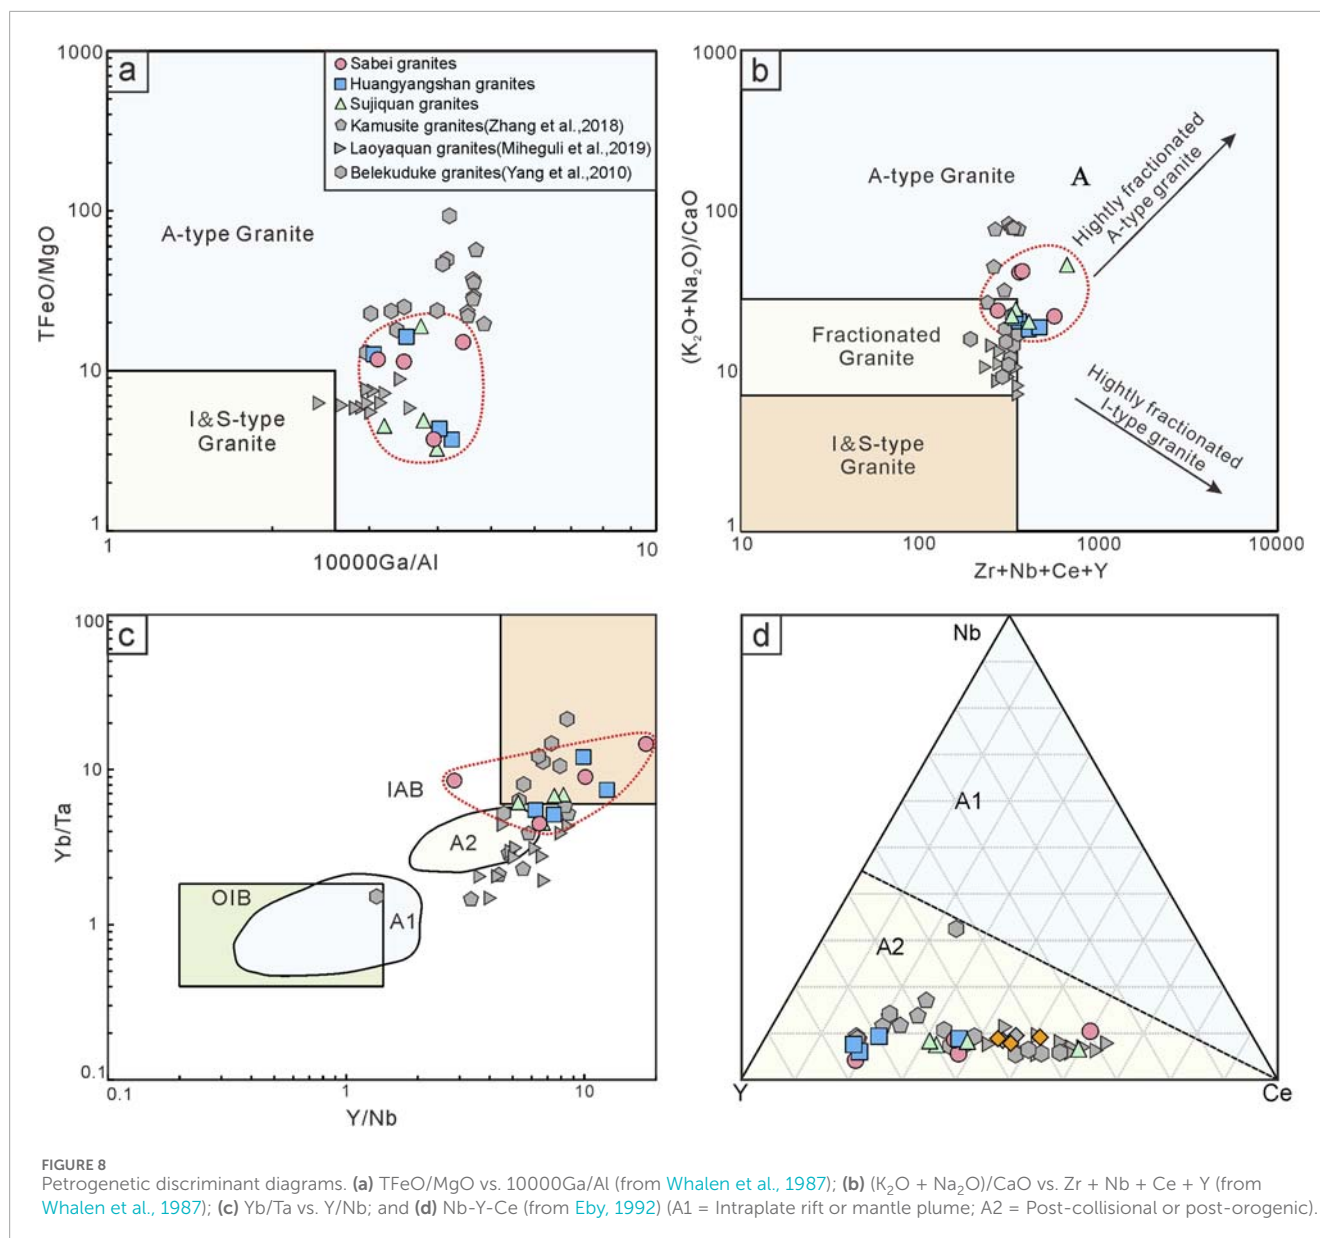 a
1000
100
10
1
TFeO/MgO
Sabei granites
Huangyangshan granites
Sujiquan granites
Kamusite granites(Zhang et al.,2018)
Laoyaquan granites(Miheguli et al.,2019)
Belekuduke granites(Yang et al.,2010)
A-type Granite
I&S-type
Granite
1
10
10000Ga/Al
b
1000
100
10
1
(K2O+Na2O)/CaO
A-type Granite
A
Hightly fractionated
A-type granite
Fractionated
Granite
Hightly fractionated
I-type granite
I&S-type
Granite
10
100
1000
10000
Zr+Nb+Ce+Y
c
100
10
1
0.1
Yb/Ta
IAB
A2
OIB
A1
0.1
1
10
Y/Nb
d
Nb
A1
A2
Y
Ce
FIGURE 8
Petrogenetic discriminant diagrams. (a) TFeO/MgO vs. 10000Ga/Al (from Whalen et al., 1987); (b) (K2O + Na2O)/CaO vs. Zr + Nb + Ce + Y (from
Whalen et al., 1987); (c) Yb/Ta vs. Y/Nb; and (d) Nb-Y-Ce (from Eby, 1992) (A1 = Intraplate rift or mantle plume; A2 = Post-collisional or post-orogenic).